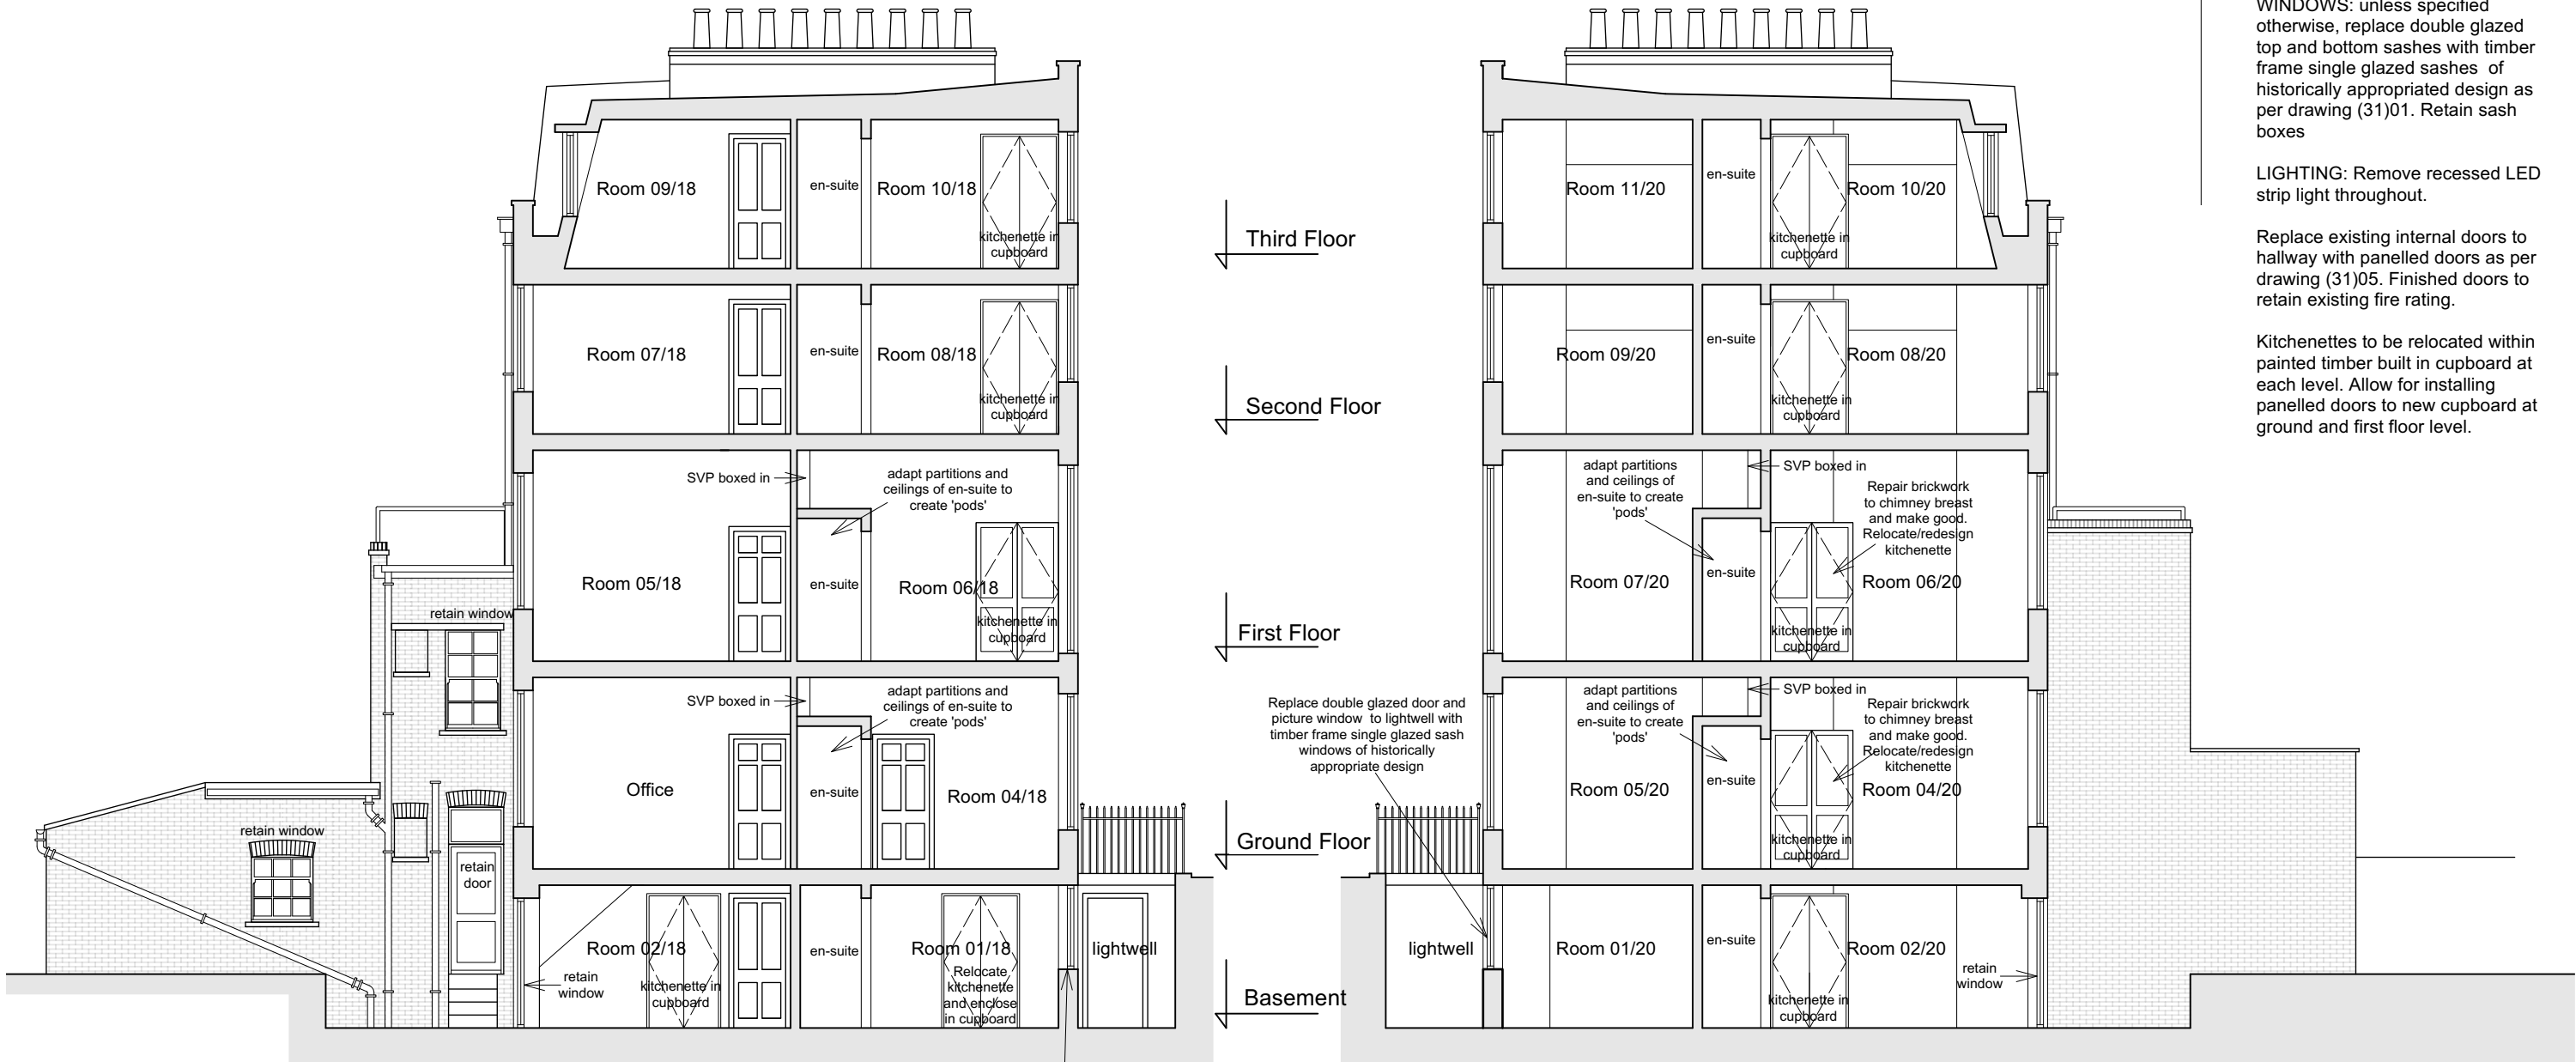 WINDOWS: unless specified
otherwise, replace double glazed
top and bottom sashes with timber
frame single glazed sashes of
historically appropriated design as
per drawing (31)01. Retain sash
boxes
LIGHTING: Remove recessed LED
strip light throughout.
Replace existing internal doors to
hallway with panelled doors as per
drawing (31)05. Finished doors to
retain existing fire rating.
Kitchenettes to be relocated within
painted timber built in cupboard at
each level. Allow for installing
panelled doors to new cupboard at
ground and first floor level.
Room 09/18
en-suite
Room 10/18
kitchenette in
cupboard
Third Floor
Room 11/20
en-suite
Room 10/20
kitchenette in
cupboard
Room 07/18
en-suite
Room 08/18
kitchenette in
cupboard
Second Floor
Room 09/20
en-suite
Room 08/20
kitchenette in
cupboard
SVP boxed in
adapt partitions and
ceilings of en-suite to
create 'pods'
Room 05/18
en-suite
Room 06/18
kitchenette in
cupboard
retain window
First Floor
adapt partitions
and ceilings of
en-suite to create
'pods'
SVP boxed in
Repair brickwork
to chimney breast
and make good.
Relocate/redesign
kitchenette
Room 07/20
en-suite
Room 06/20
kitchenette in
cupboard
SVP boxed in
adapt partitions and
ceilings of en-suite to
create 'pods'
Office
en-suite
Room 04/18
retain window
retain
door
Replace double glazed door and
picture window to lightwell with
timber frame single glazed sash
windows of historically
appropriate design
Ground Floor
adapt partitions
and ceilings of
en-suite to create
'pods'
SVP boxed in
Repair brickwork
to chimney breast
and make good.
Relocate/redesign
kitchenette
Room 05/20
en-suite
Room 04/20
kitchenette in
cupboard
Room 02/18
retain
window
kitchenette in
cupboard
en-suite
Room 01/18
Relocate
kitchenette
and enclose
in cupboard
lightwell
Basement
lightwell
Room 01/20
en-suite
Room 02/20
kitchenette in
cupboard
retain
window